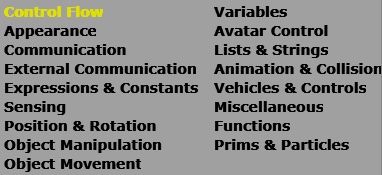 Control Flow
Appearance
Communication
External Communication
Expressions & Constants
Sensing
Position & Rotation
Object Manipulation
Object Movement
Variables
Avatar Control
Lists & Strings
Animation & Collision
Vehicles & Controls
Miscellaneous
Functions
Prims & Particles